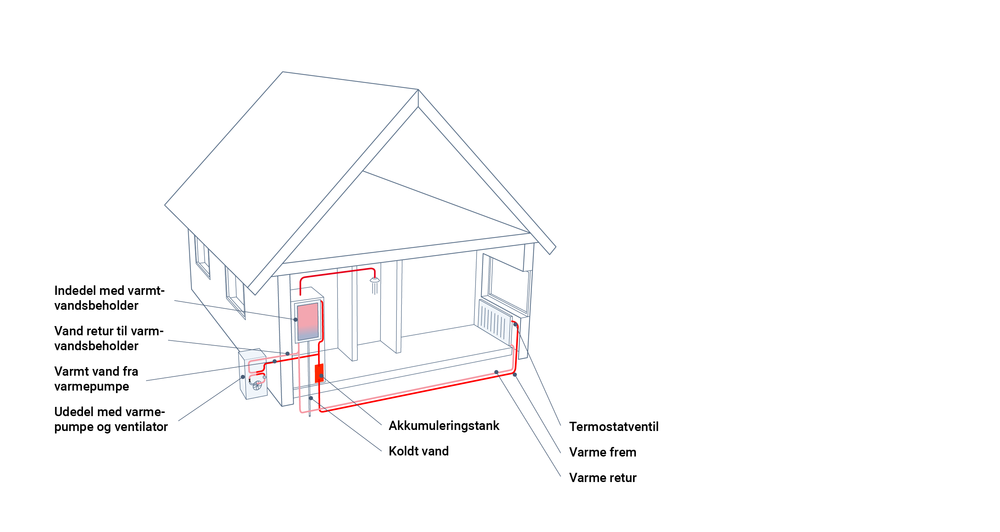 Indedel med varmt-
vandsbeholder
Vand retur til varm-
vandsbeholder
Varmt vand fra
varmepumpe
Udedel med varme-
pumpe og ventilator
Akkumuleringstank
Koldt vand
Termostatventil
Varme frem
Varme retur